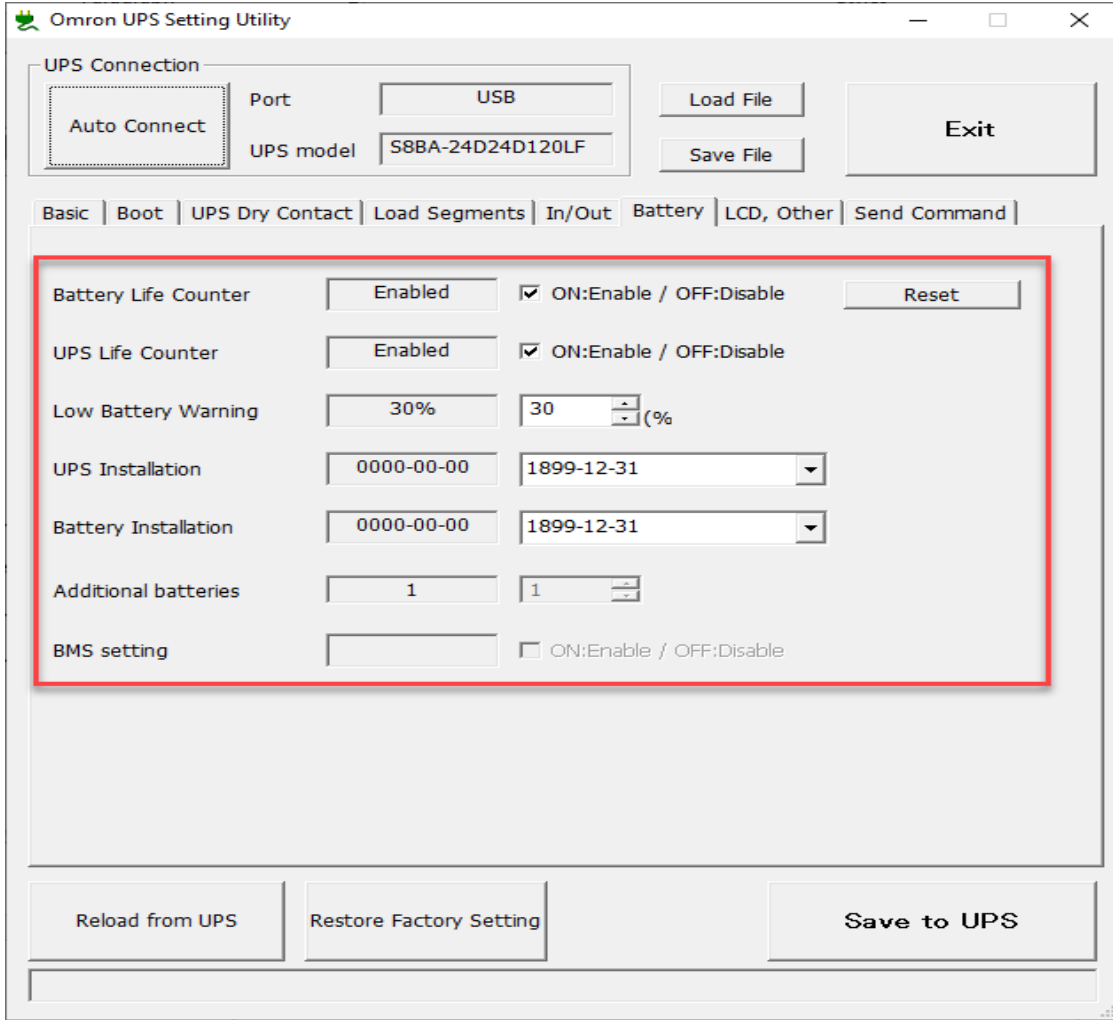 Omron UPS Setting Utility
UPS Connection
Auto Connect
Port
USB
UPS model
S8BA-24D24D120LF
Load File
Save File
Exit
Basic Boot UPS Dry Contact Load Segments In/Out Battery LCD, Other Send Command
Battery Life Counter Enabled ON:Enable / OFF:Disable Reset
UPS Life Counter Enabled ON:Enable / OFF:Disable
Low Battery Warning 30% 30 (%
UPS Installation 0000-00-00 1899-12-31
Battery Installation 0000-00-00 1899-12-31
Additional batteries 1 1
BMS setting ON:Enable / OFF:Disable
Reload from UPS Restore Factory Setting Save to UPS